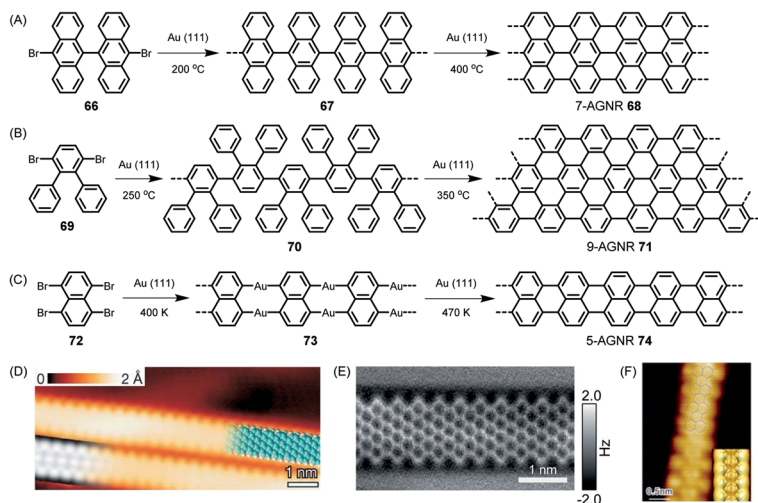 (A)
Br Br
Au (111)
200 °C
Au (111)
400 °C
66 67 7-AGNR 68
(B)
Br Br
Au (111)
250 °C
Au (111)
350 °C
69 70 9-AGNR 71
(C)
Br Br
Br Br
Au (111)
400 K
Au Au Au
Au Au Au
Au (111)
470 K
72 73 5-AGNR 74
(D)
0 2 Å
1 nm
(E)
1 nm
2.0
Hz
-2.0
(F)
0.5nm